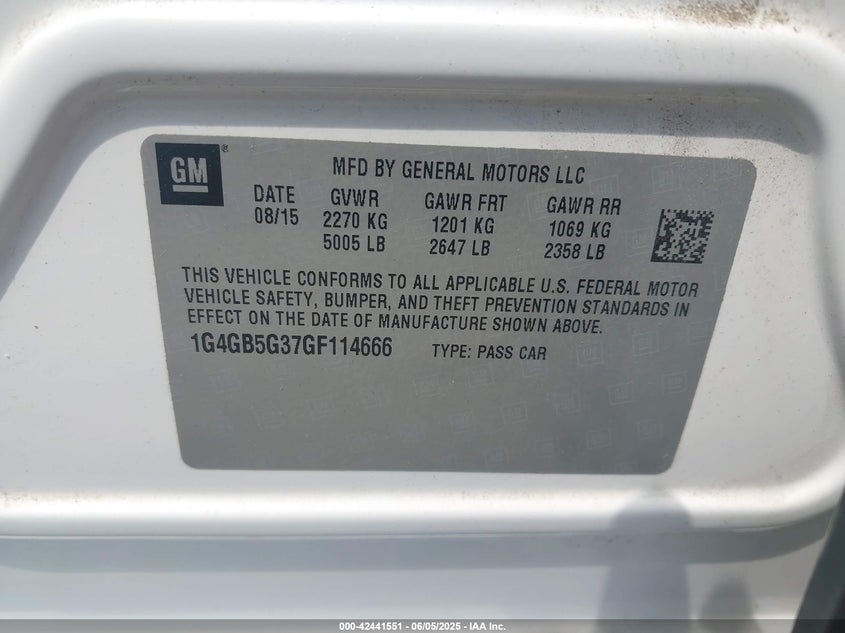 GM®
MFD BY GENERAL MOTORS LLC
DATE GVWR GAWR FRT GAWR RR
08/15 2270 KG 1201 KG 1069 KG
5005 LB 2647 LB 2358 LB
THIS VEHICLE CONFORMS TO ALL APPLICABLE U.S. FEDERAL MOTOR
VEHICLE SAFETY, BUMPER, AND THEFT PREVENTION STANDARDS IN
EFFECT ON THE DATE OF MANUFACTURE SHOWN ABOVE.
1G4GB5G37GF114666 TYPE: PASS CAR
000-42441551 - 06/05/2025 - IAA Inc.